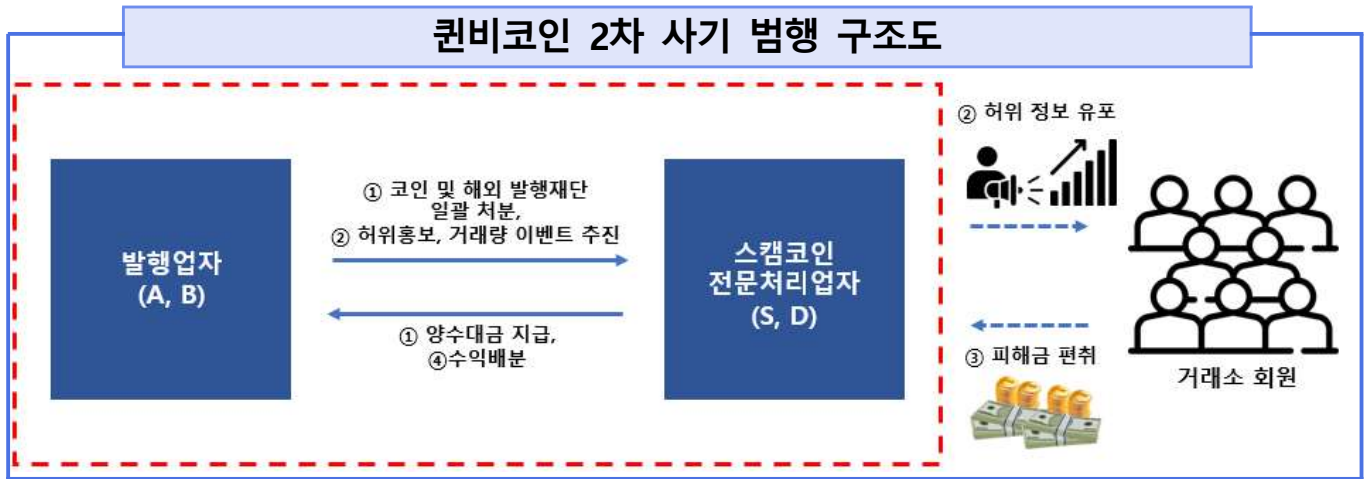 퀸비코인 2차 사기 범행 구조도
발행업자
(A, B)
① 코인 및 해외 발행재단
일괄 처분,
② 허위홍보, 거래량 이벤트 추진
① 양수대금 지급,
④수익배분
스캠코인
전문처리업자
(S, D)
② 허위 정보 유포
③ 피해금 편취
거래소 회원